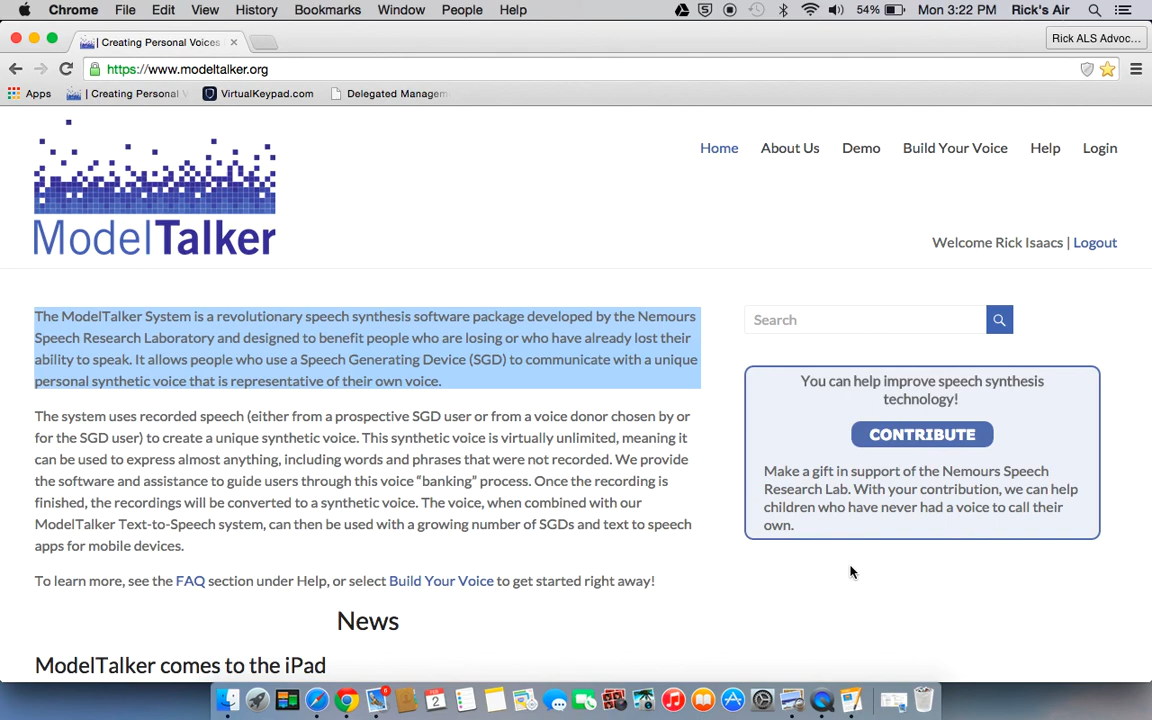 Chrome File Edit View History Bookmarks Window People Help 54% Mon 3:22 PM Rick's Air
| Creating Personal Voices
Rick ALS Advoc...
https://www.modeltalker.org
Apps | Creating Personal V VirtualKeypad.com Delegated Managem
Home About Us Demo Build Your Voice Help Login
ModelTalker
Welcome Rick Isaacs | Logout
The ModelTalker System is a revolutionary speech synthesis software package developed by the Nemours
Speech Research Laboratory and designed to benefit people who are losing or who have already lost their
ability to speak. It allows people who use a Speech Generating Device (SGD) to communicate with a unique
personal synthetic voice that is representative of their own voice.
The system uses recorded speech (either from a prospective SGD user or from a voice donor chosen by or
for the SGD user) to create a unique synthetic voice. This synthetic voice is virtually unlimited, meaning it
can be used to express almost anything, including words and phrases that were not recorded. We provide
the software and assistance to guide users through this voice “banking” process. Once the recording is
finished, the recordings will be converted to a synthetic voice. The voice, when combined with our
ModelTalker Text-to-Speech system, can then be used with a growing number of SGDs and text to speech
apps for mobile devices.
To learn more, see the FAQ section under Help, or select Build Your Voice to get started right away!
News
ModelTalker comes to the iPad
Search
You can help improve speech synthesis
technology!
CONTRIBUTE
Make a gift in support of the Nemours Speech
Research Lab. With your contribution, we can help
children who have never had a voice to call their
own.
2